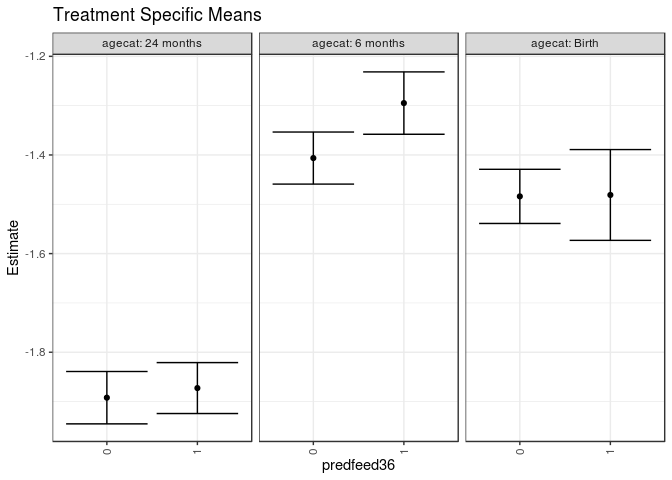 Treatment Specific Means
agecat: 24 months
agecat: 6 months
agecat: Birth
-1.2
-1.4
-1.6
-1.8
Estimate
0
1
0
1
0
1
predfeed36